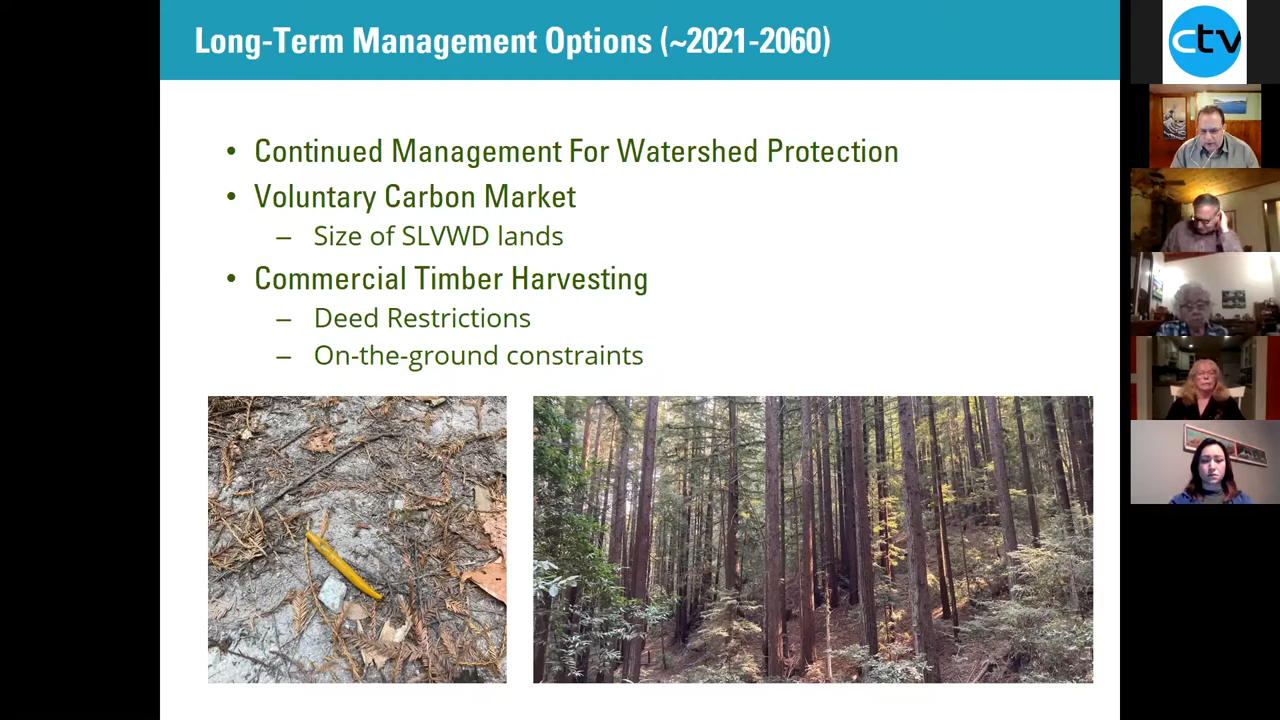 Long-Term Management Options (~2021-2060)
• Continued Management For Watershed Protection
• Voluntary Carbon Market
– Size of SLVWD lands
• Commercial Timber Harvesting
– Deed Restrictions
– On-the-ground constraints
ctv